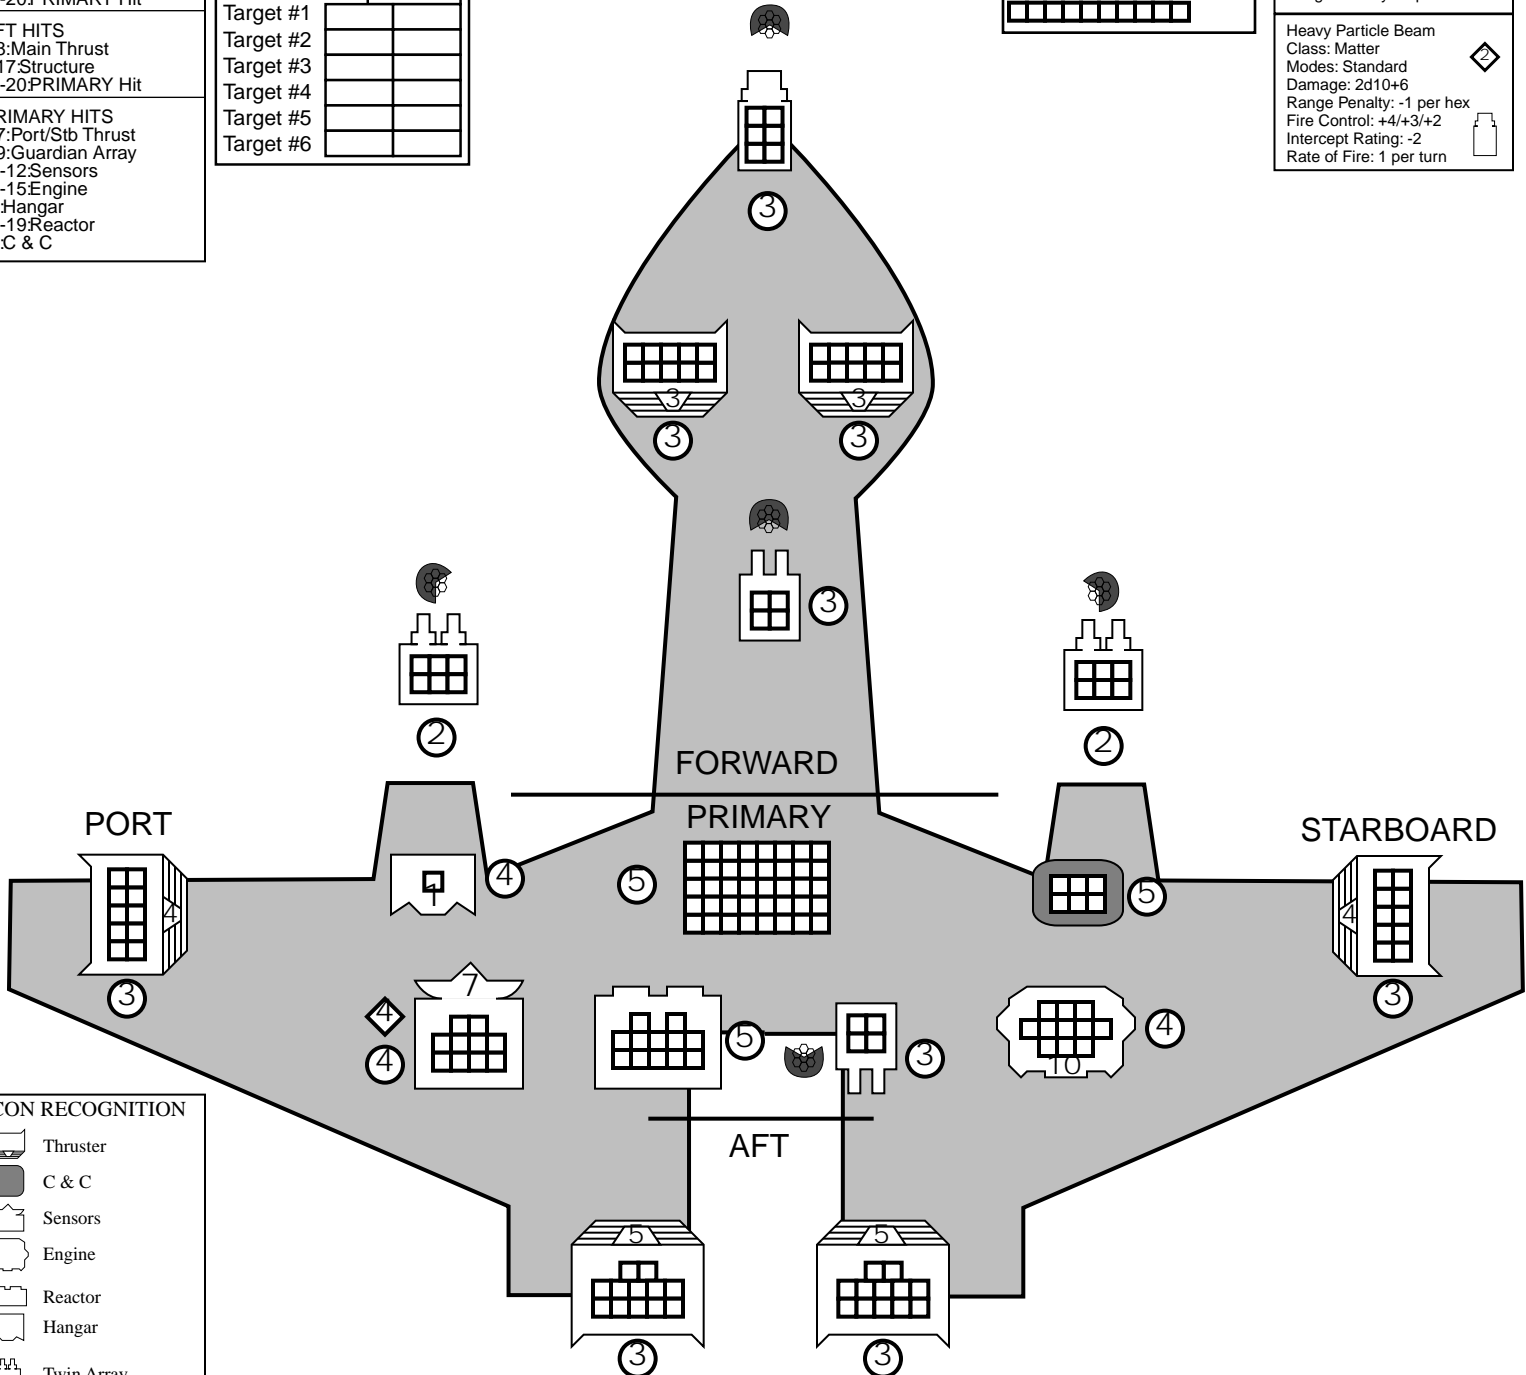 -20:PRIMARY Hit
FT HITS
8:Main Thrust
17:Structure
-20:PRIMARY Hit
RIMARY HITS
7:Port/Stb Thrust
9:Guardian Array
-12:Sensors
-15:Engine
:Hangar
-19:Reactor
:C & C
Target #1
Target #2
Target #3
Target #4
Target #5
Target #6
Heavy Particle Beam
Class: Matter
Modes: Standard
Damage: 2d10+6
Range Penalty: -1 per hex
Fire Control: +4/+3/+2
Intercept Rating: -2
Rate of Fire: 1 per turn
2
3
3
3
3
3
3
2
2
FORWARD
PRIMARY
PORT
STARBOARD
4
1
4
5
5
4
3
3
7
4
4
5
3
10
4
AFT
5
5
3
3
CON RECOGNITION
Thruster
C & C
Sensors
Engine
Reactor
Hangar
Twin Array